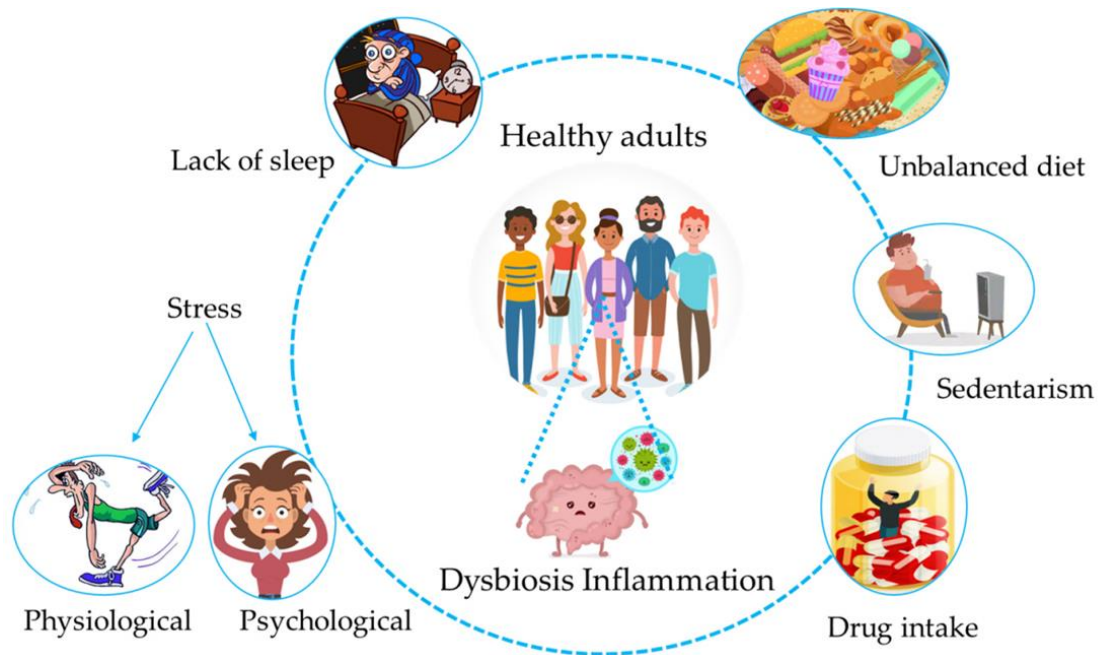 Healthy adults
Lack of sleep
Unbalanced diet
Stress
Sedentarism
Dysbiosis Inflammation
Physiological
Psychological
Drug intake